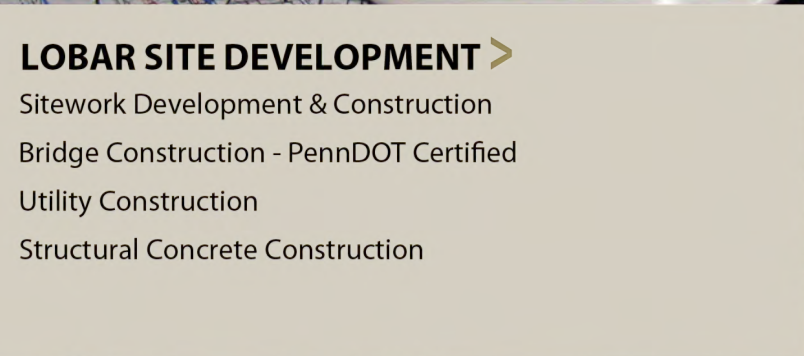 LOBAR SITE DEVELOPMENT >
Sitework Development & Construction
Bridge Construction - PennDOT Certified
Utility Construction
Structural Concrete Construction